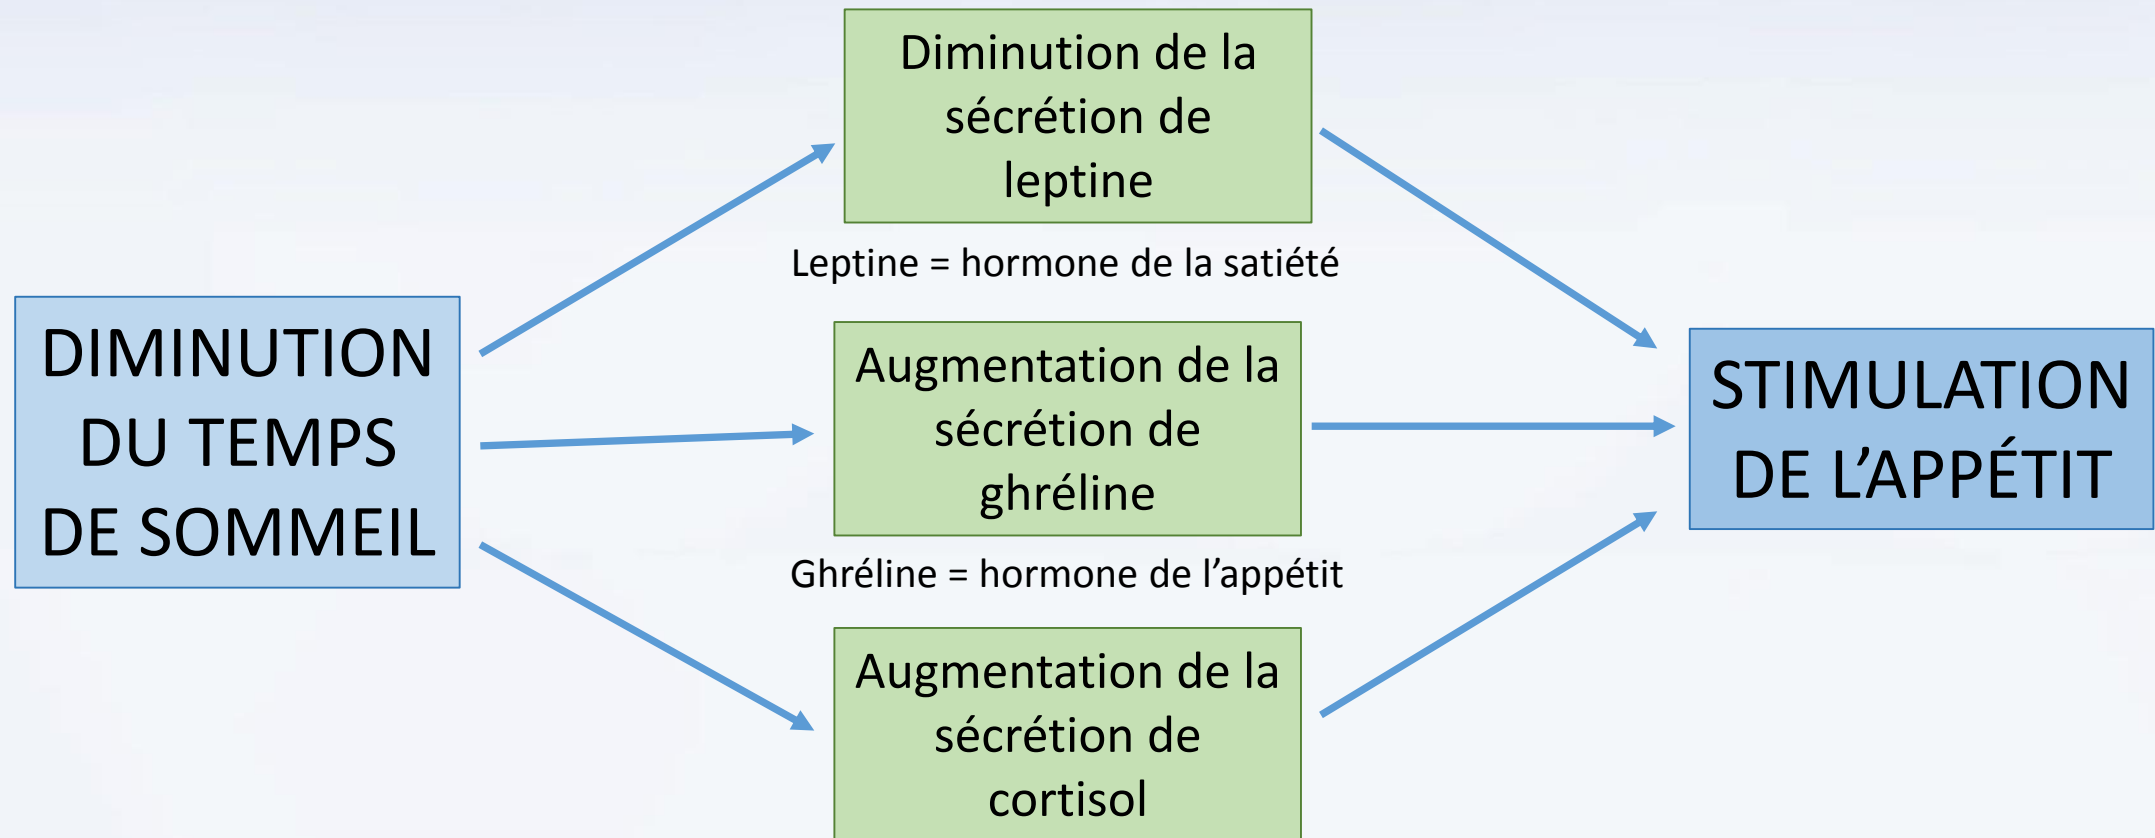 Diminution de la
sécrétion de
leptine
Leptine = hormone de la satiété
DIMINUTION
DU TEMPS
DE SOMMEIL
Augmentation de la
sécrétion de
ghréline
Ghréline = hormone de l’appétit
Augmentation de la
sécrétion de
cortisol
STIMULATION
DE L’APPÉTIT